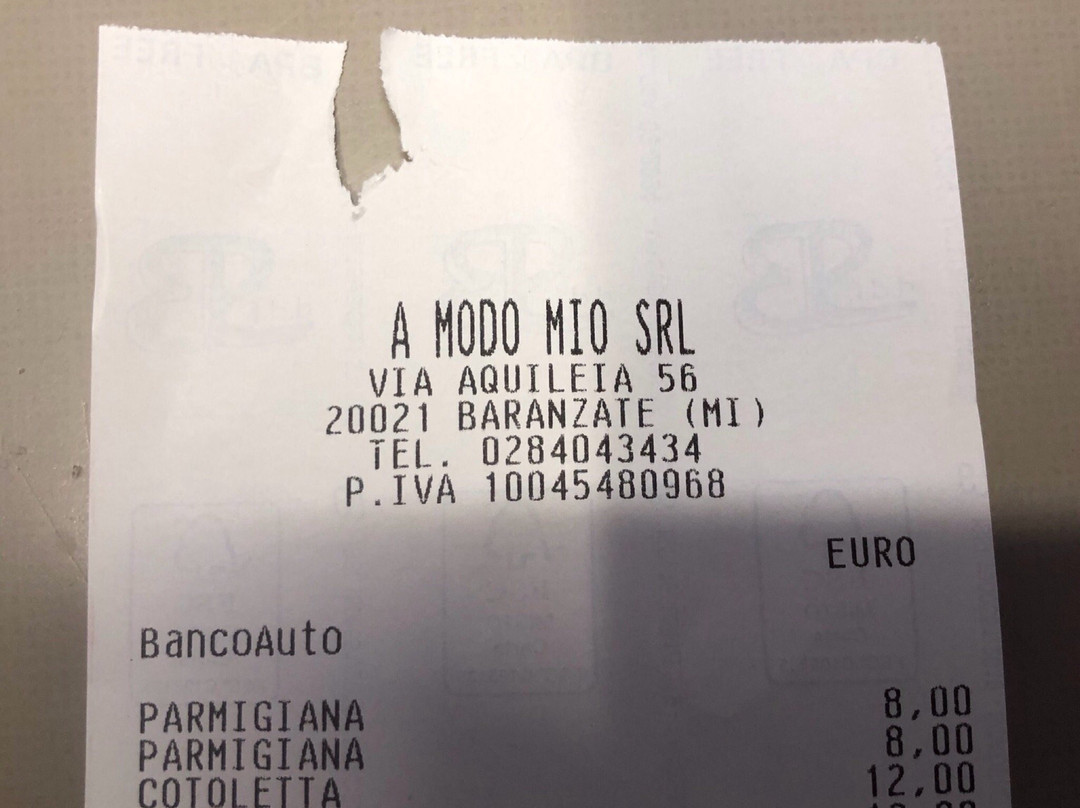 A MODO MIO SRL
VIA AQUILEIA 56
20021 BARANZATE (MI)
TEL. 0284043434
P.IVA 10045480968
EURO
BancoAuto
PARMIGIANA 8,00
PARMIGIANA 8,00
COTOLETTA 12,00